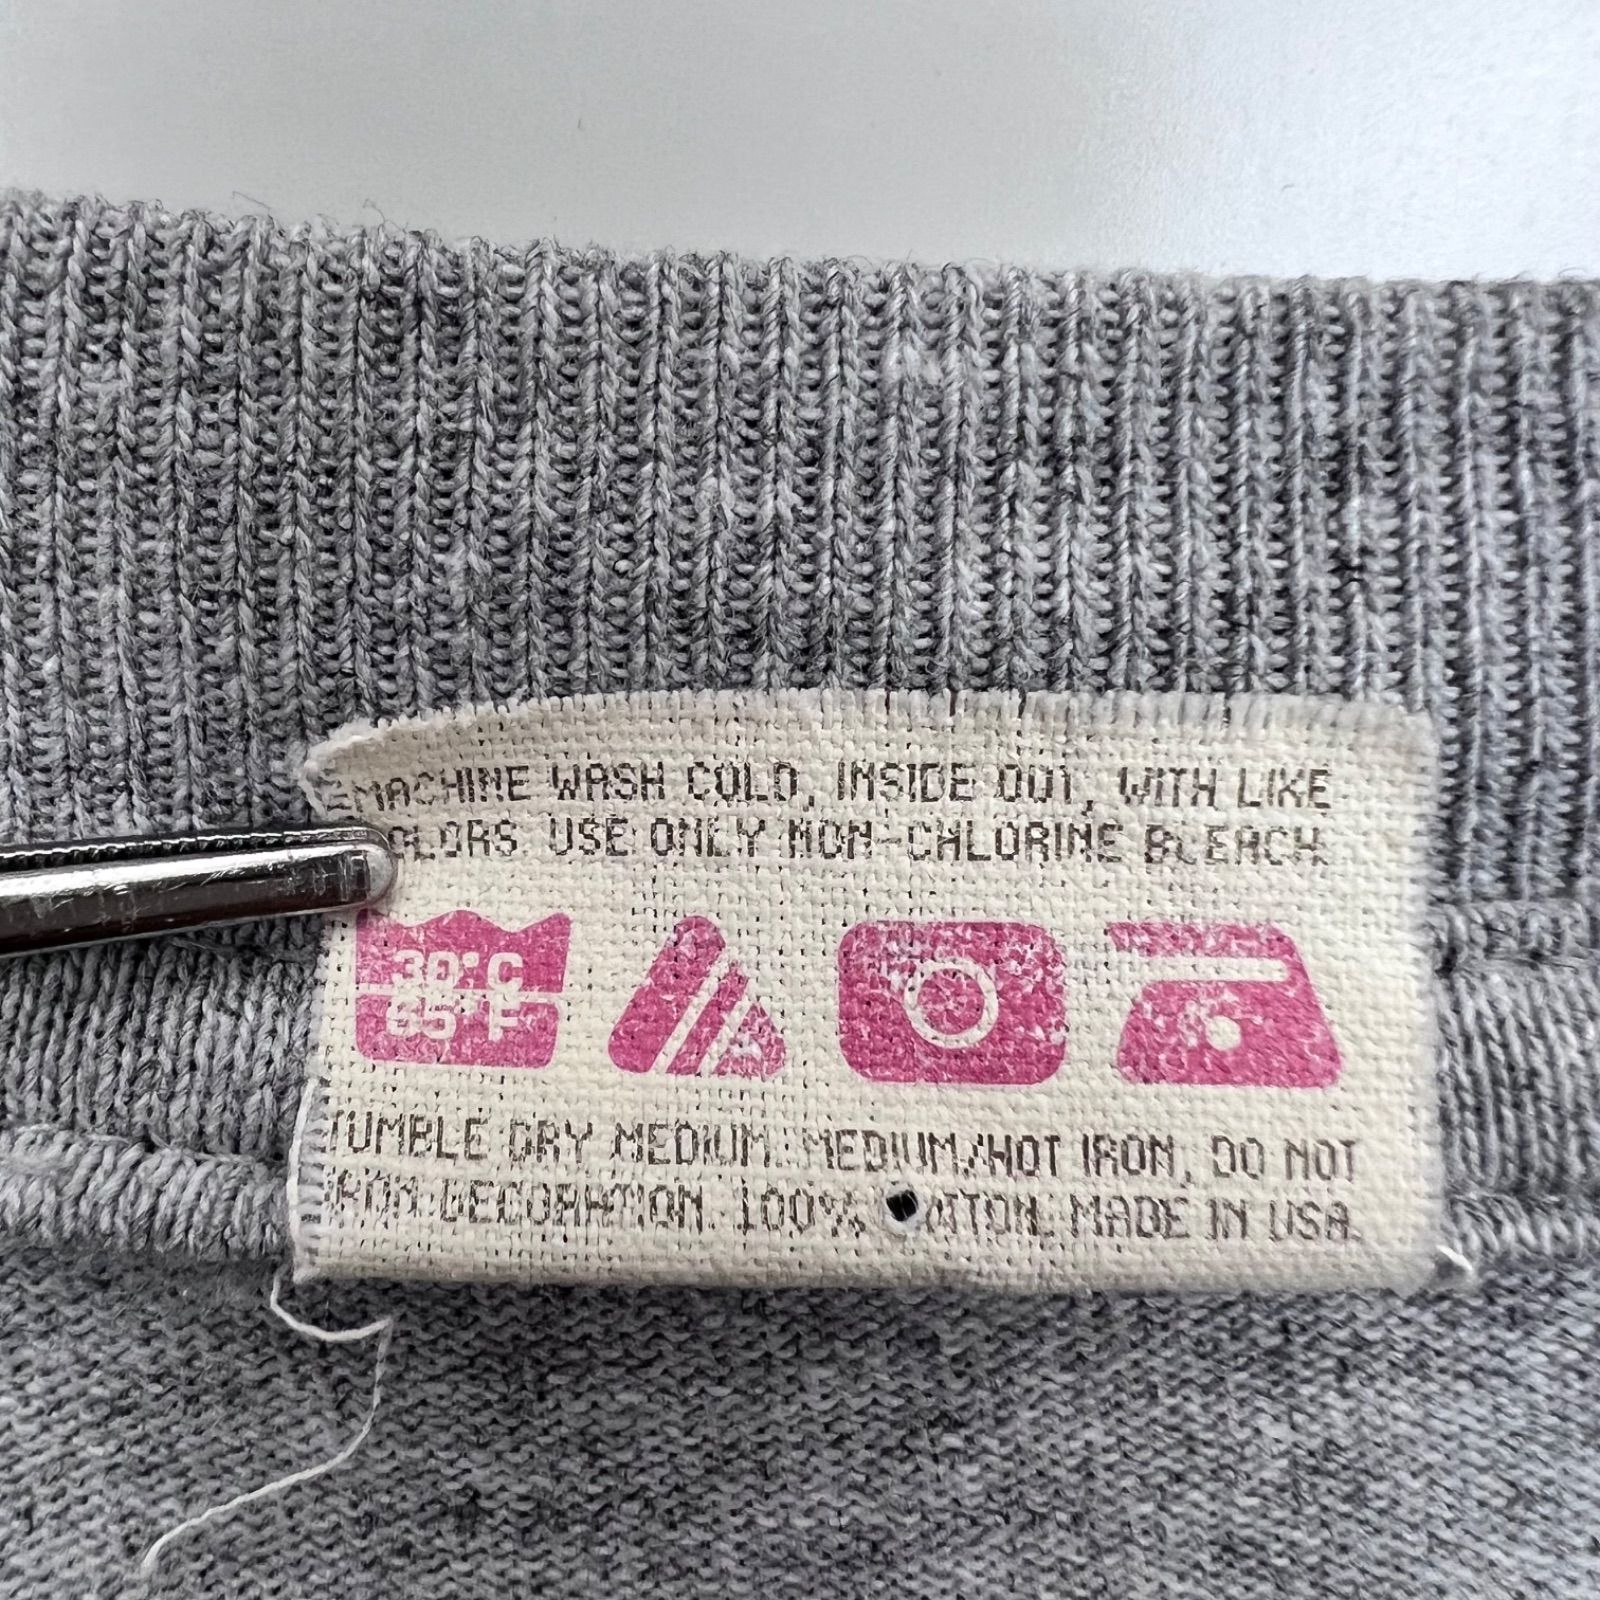 MACHINE WASH COLD, INSIDE OUT, WITH LIKE
COLORS. USE ONLY NON-CHLORINE BLEACH.
30°C
85°F
TUMBLE DRY MEDIUM. MEDIUM/HOT IRON, DO NOT
IRON DECORATION. 100% COTTON. MADE IN USA.